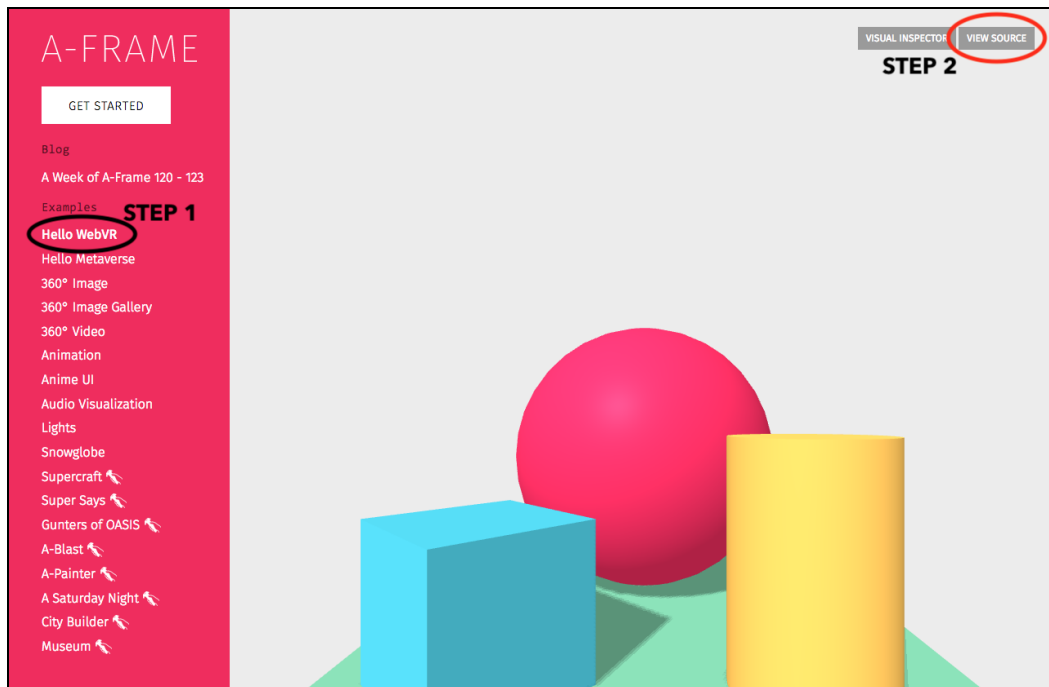 A-FRAME
GET STARTED
Blog
A Week of A-Frame 120 - 123
Examples
STEP 1
Hello WebVR
Hello Metaverse
360° Image
360° Image Gallery
360° Video
Animation
Anime UI
Audio Visualization
Lights
Snowglobe
Supercraft
Super Says
Gunters of OASIS
A-Blast
A-Painter
A Saturday Night
City Builder
Museum
VISUAL INSPECTOR
VIEW SOURCE
STEP 2